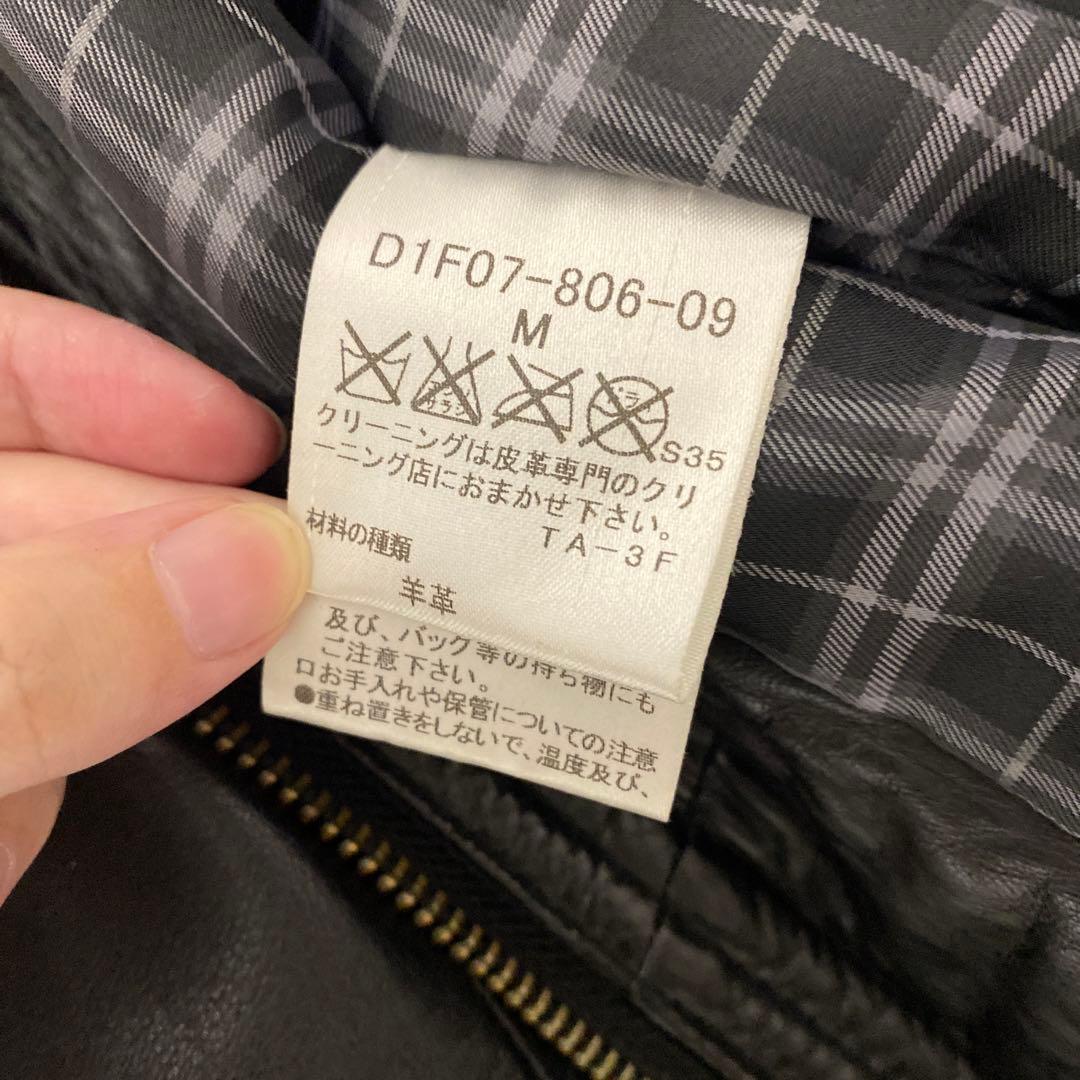 D1F07-806-09
M
S35
クリーニングは皮革専門のクリ
ーニング店におまかせ下さい。
TA-3F
材料の種類
羊革
及び、バッグ等の持ち物にも
ご注意下さい。
口お手入れや保管についての注意
●重ね置きをしないで、温度及び、